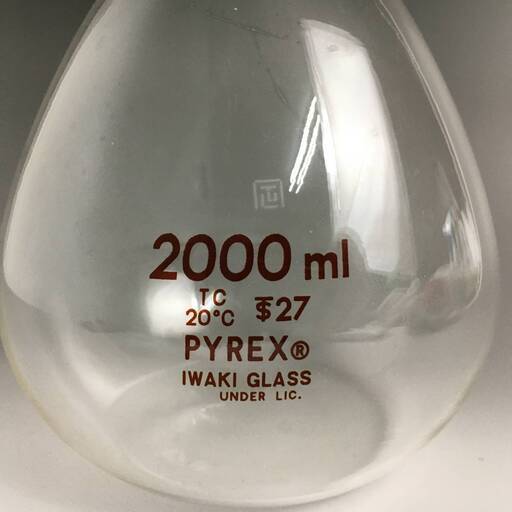 2000 ml
TC
20°C $27
PYREX®
IWAKI GLASS
UNDER LIC.